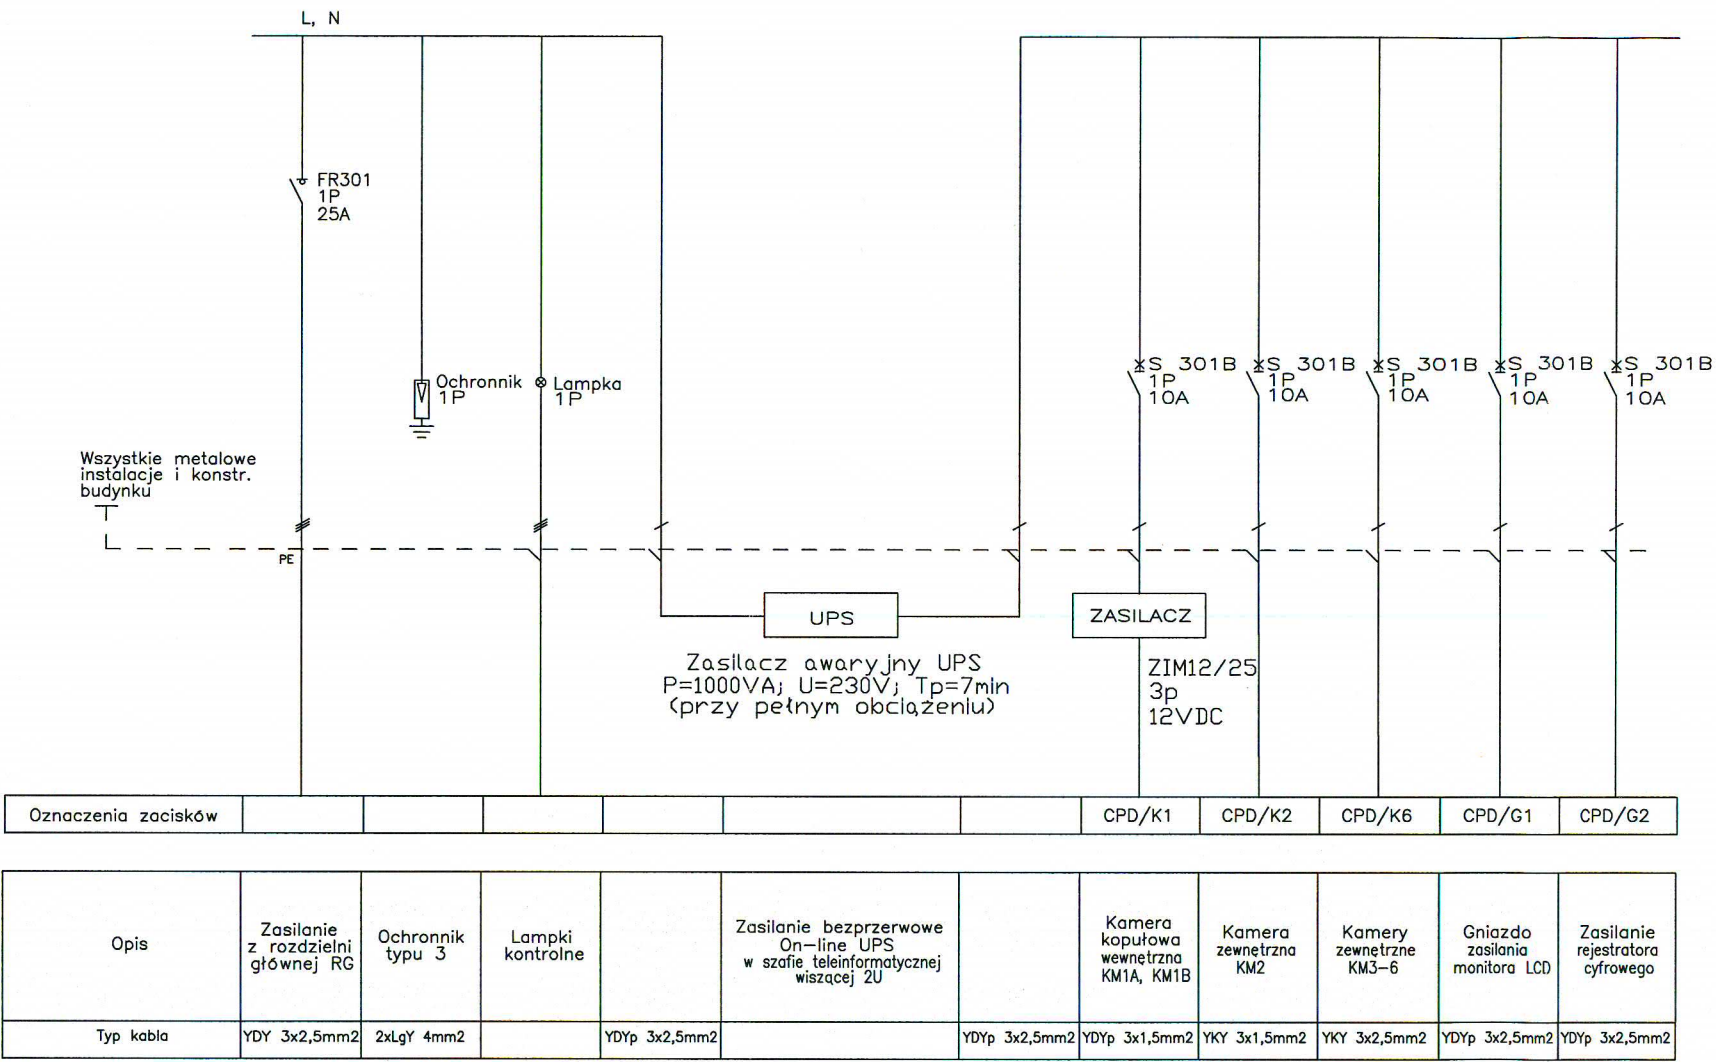 L, N
FR301
1P
25A
Ochronnik
1P
Lampka
1P
S 301B
1P
10A
S 301B
1P
10A
S 301B
1P
10A
S 301B
1P
10A
S 301B
1P
10A
Wszystkie metalowe
instalacje i konstr.
budynku
PE
UPS
Zasilacz awaryjny UPS
P=1000VA; U=230V; Tp=7min
(przy pełnym obciążeniu)
ZASILACZ
ZIM12/25
3p
12VDC
Oznaczenia zacisków
CPD/K1
CPD/K2
CPD/K6
CPD/G1
CPD/G2
Opis
Zasilanie
z rozdzielni
głównej RG
Ochronnik
typu 3
Lampki
kontrolne
Zasilanie bezprzerwowe
On-line UPS
w szafie teleinformatycznej
wiszącej 2U
Kamera
kopułowa
wewnętrzna
KM1A, KM1B
Kamera
zewnętrzna
KM2
Kamery
zewnętrzne
KM3-6
Gniazdo
zasilania
monitora LCD
Zasilanie
rejestratora
cyfrowego
Typ kabla
YDY 3x2,5mm2
2xLgY 4mm2
YDYp 3x2,5mm2
YDYp 3x2,5mm2
YDYp 3x1,5mm2
YKY 3x1,5mm2
YKY 3x2,5mm2
YDYp 3x2,5mm2
YDYp 3x2,5mm2